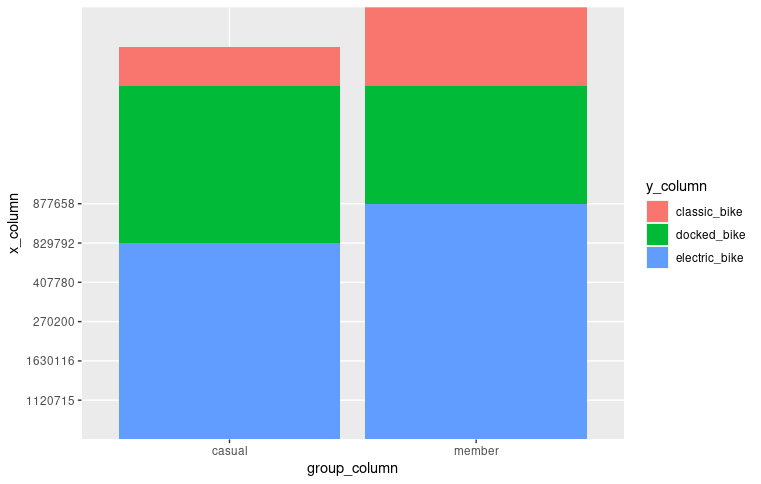 x_column
877658
829792
407780
270200
1630116
1120715
casual
member
group_column
y_column
classic_bike
docked_bike
electric_bike